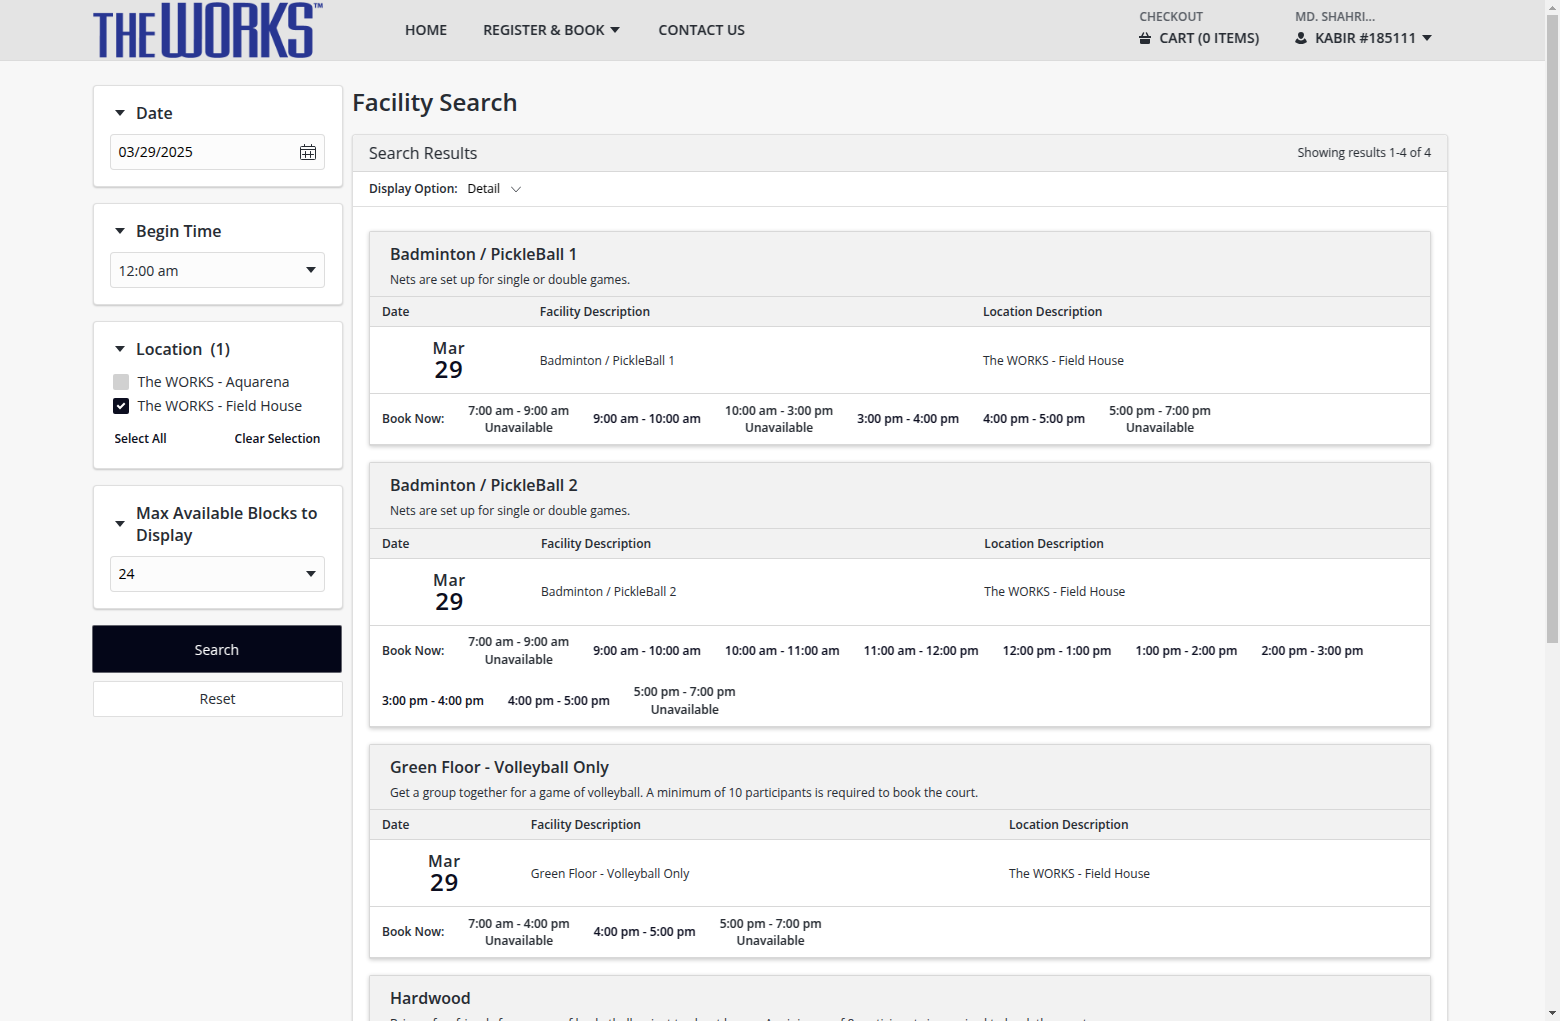 THE WORKS™
HOME
REGISTER & BOOK
CONTACT US
CHECKOUT
CART (0 ITEMS)
MD. SHAHRI...
KABIR #185111
Date
03/29/2025
Begin Time
12:00 am
Location (1)
The WORKS - Aquarena
The WORKS - Field House
Select All
Clear Selection
Max Available Blocks to
Display
24
Search
Reset
Facility Search
Search Results
Showing results 1-4 of 4
Display Option: Detail
Badminton / PickleBall 1
Nets are set up for single or double games.
Date Facility Description Location Description
Mar
29
Badminton / PickleBall 1
The WORKS - Field House
Book Now:
7:00 am - 9:00 am
Unavailable
9:00 am - 10:00 am
10:00 am - 3:00 pm
Unavailable
3:00 pm - 4:00 pm
4:00 pm - 5:00 pm
5:00 pm - 7:00 pm
Unavailable
Badminton / PickleBall 2
Nets are set up for single or double games.
Date Facility Description Location Description
Mar
29
Badminton / PickleBall 2
The WORKS - Field House
Book Now:
7:00 am - 9:00 am
Unavailable
9:00 am - 10:00 am
10:00 am - 11:00 am
11:00 am - 12:00 pm
12:00 pm - 1:00 pm
1:00 pm - 2:00 pm
2:00 pm - 3:00 pm
3:00 pm - 4:00 pm
4:00 pm - 5:00 pm
5:00 pm - 7:00 pm
Unavailable
Green Floor - Volleyball Only
Get a group together for a game of volleyball. A minimum of 10 participants is required to book the court.
Date Facility Description Location Description
Mar
29
Green Floor - Volleyball Only
The WORKS - Field House
Book Now:
7:00 am - 4:00 pm
Unavailable
4:00 pm - 5:00 pm
5:00 pm - 7:00 pm
Unavailable
Hardwood